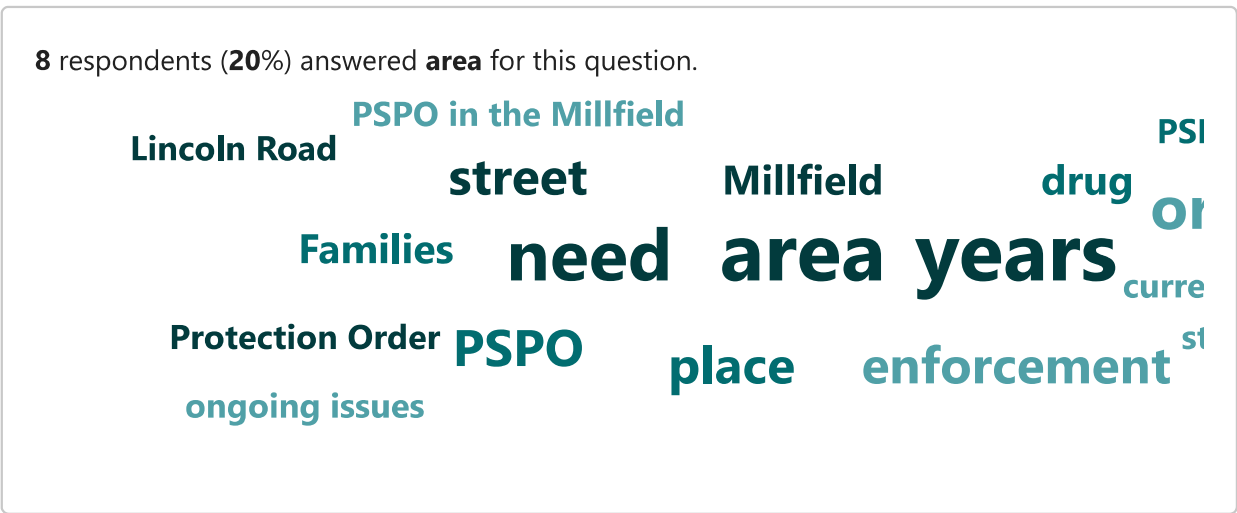 8 respondents (20%) answered area for this question.
PSPO in the Millfield
Lincoln Road
street
Millfield
drug
Families
need
area
years
Protection Order
PSPO
place
enforcement
ongoing issues